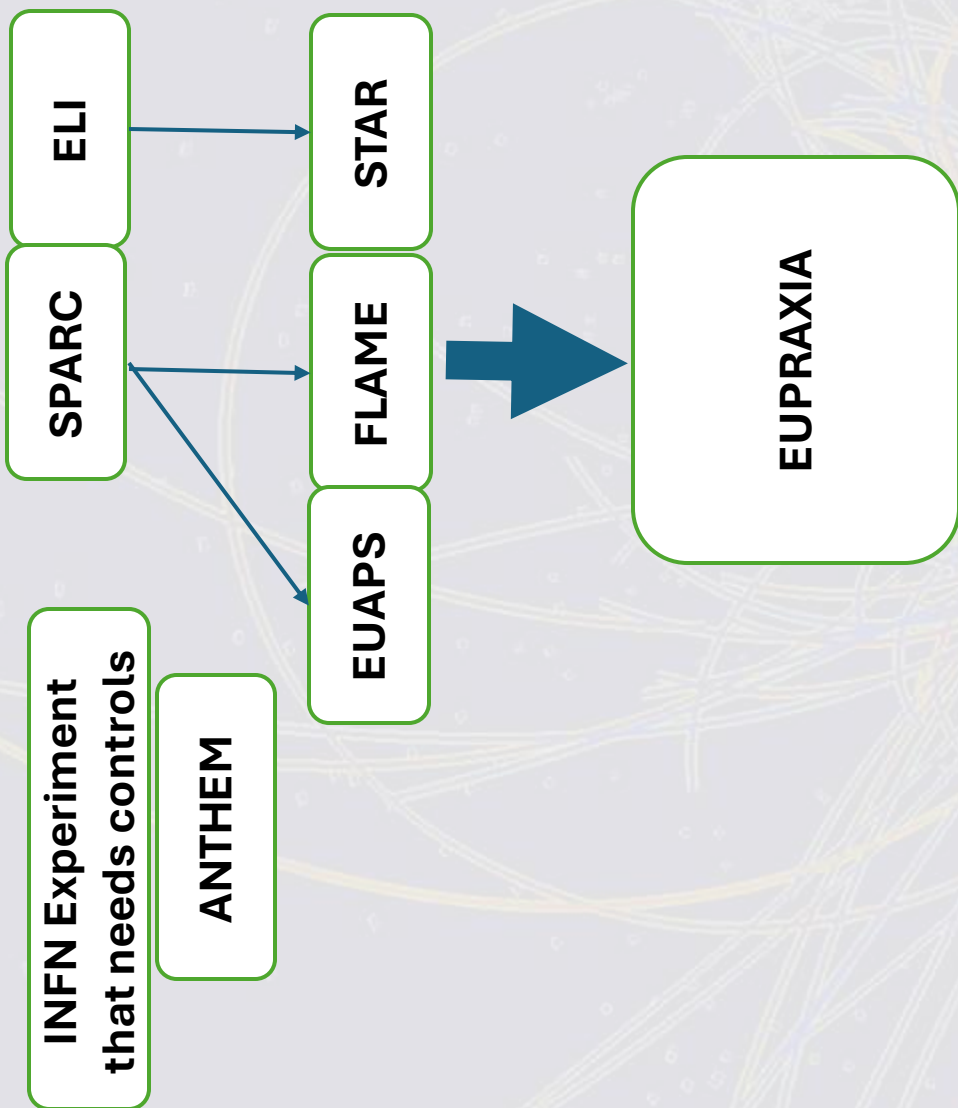 INFN Experiment
that needs controls
SPARC
ELI
ANTHEM
EUAPS
FLAME
STAR
EUPRAXIA